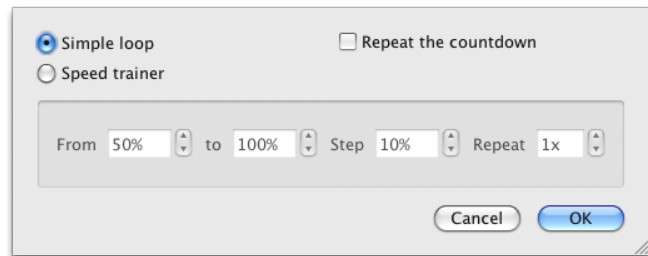 Simple loop Repeat the countdown
Speed trainer
From 50% to 100% Step 10% Repeat 1x
Cancel OK